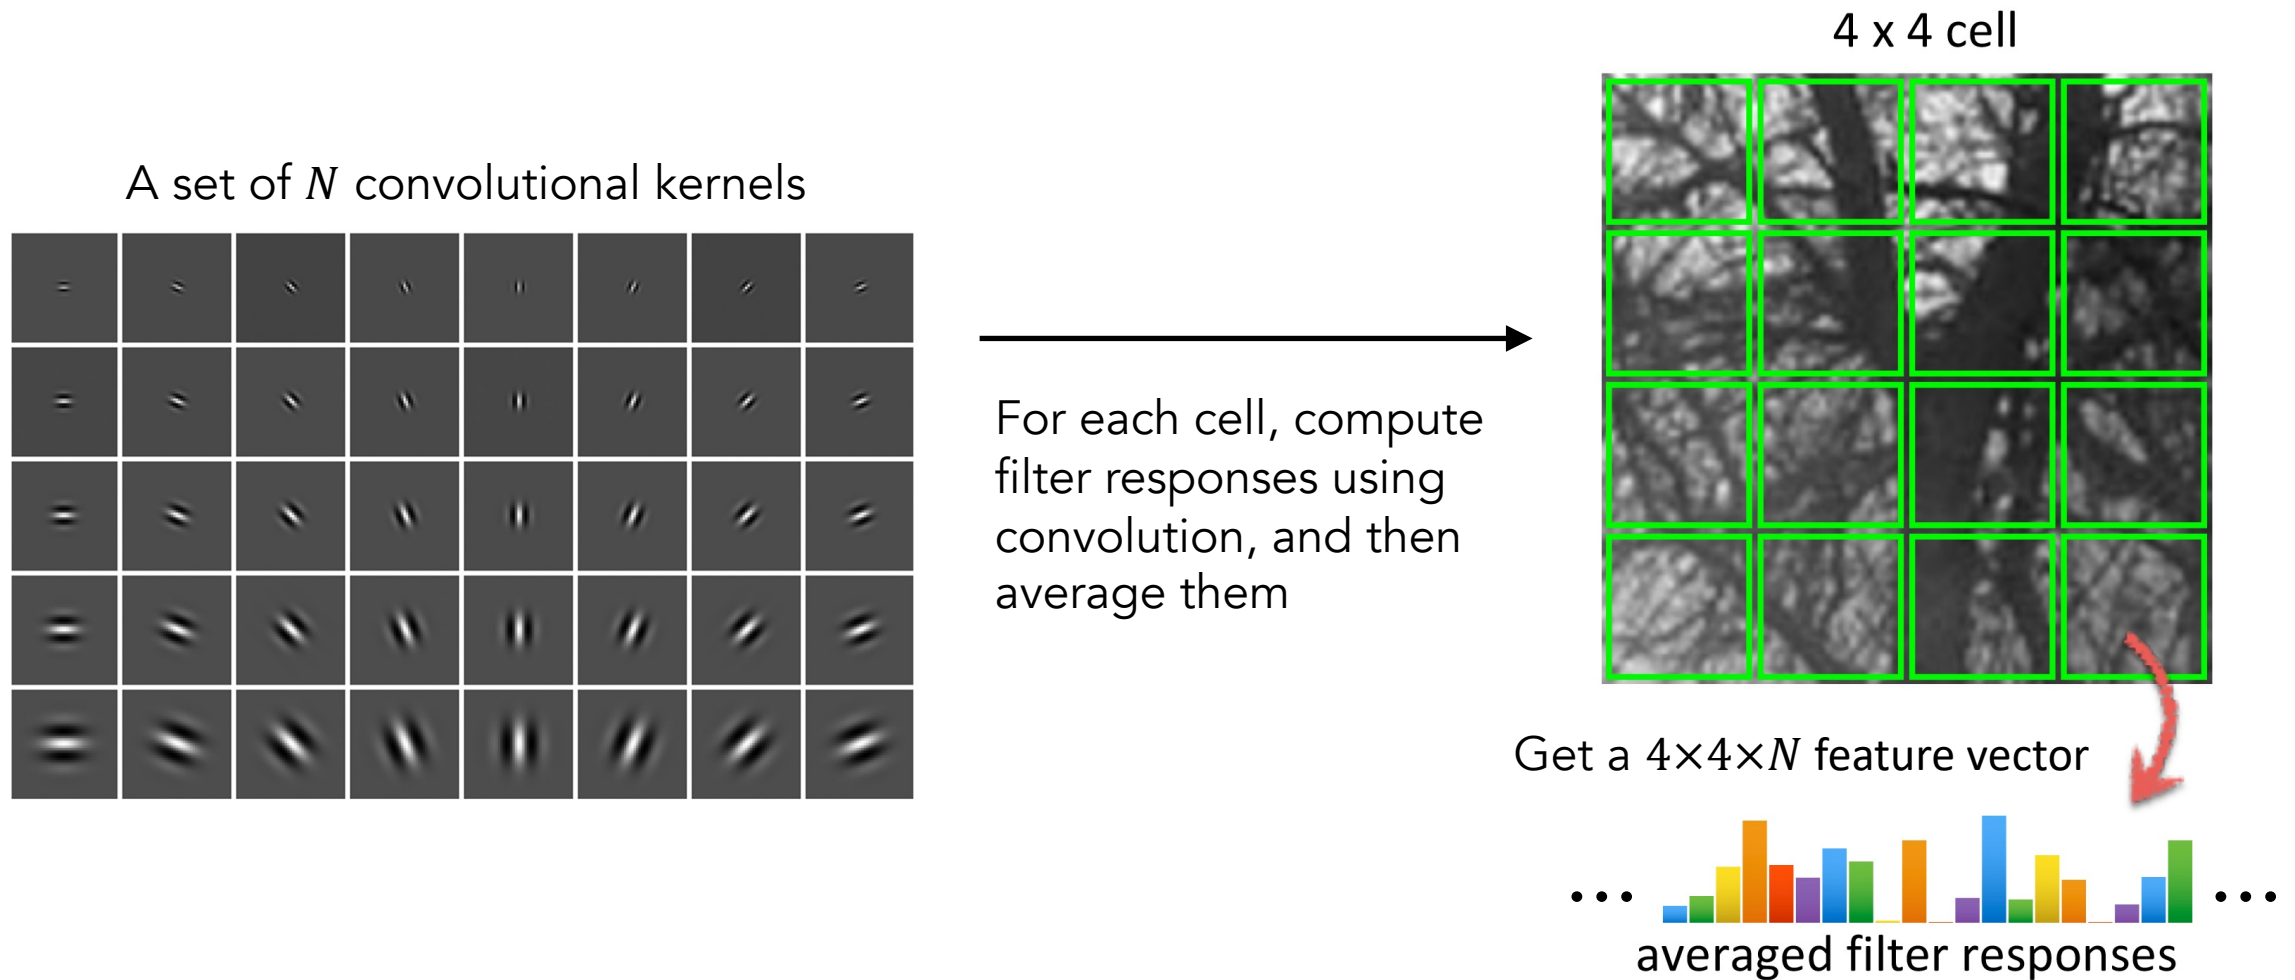 4 x 4 cell
A set of N convolutional kernels
For each cell, compute
filter responses using
convolution, and then
average them
Get a 4×4×N feature vector
... ...
averaged filter responses